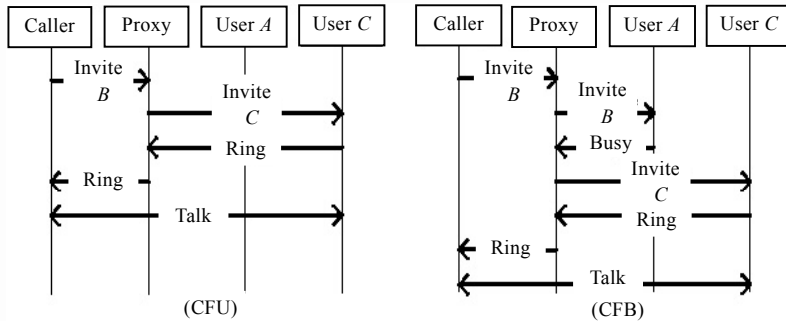 Caller
Proxy
User A
User C
Invite
B
Invite
C
Ring
Ring
Talk
(CFU)
Caller
Proxy
User A
User C
Invite
B
Invite
B
Busy
Invite
C
Ring
Ring
Talk
(CFB)